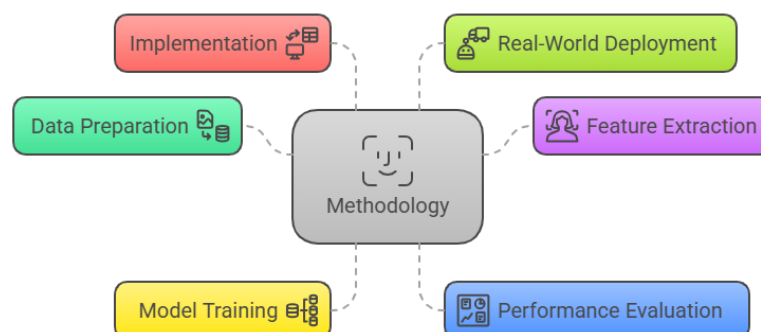 Implementation
Real-World Deployment
Data Preparation
Feature Extraction
Methodology
Model Training
Performance Evaluation